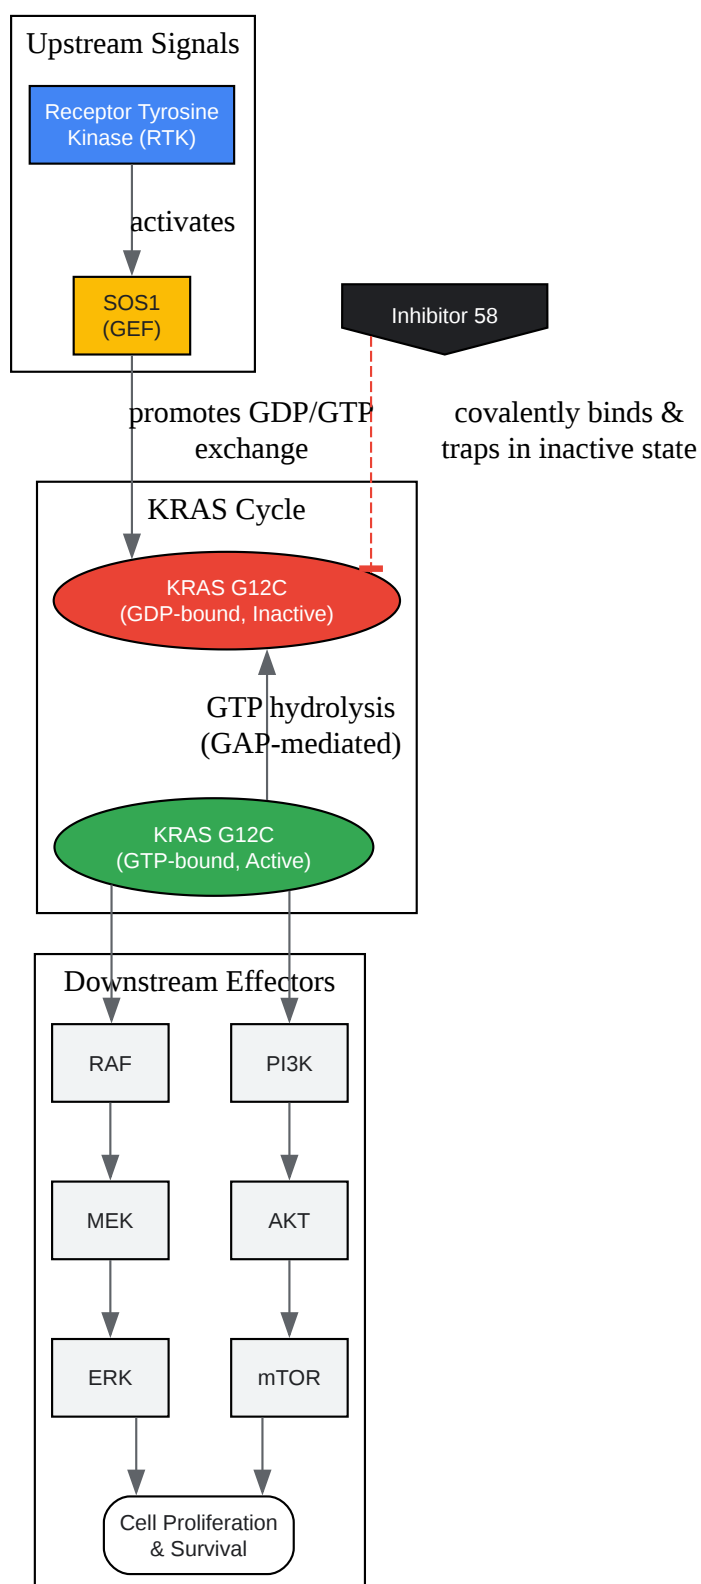 Upstream Signals
Receptor Tyrosine
Kinase (RTK)
activates
SOS1
(GEF)
Inhibitor 58
promotes GDP/GTP
exchange
covalently binds &
traps in inactive state
KRAS Cycle
KRAS G12C
(GDP-bound, Inactive)
GTP hydrolysis
(GAP-mediated)
KRAS G12C
(GTP-bound, Active)
Downstream Effectors
RAF
PI3K
MEK
AKT
ERK
mTOR
Cell Proliferation
& Survival